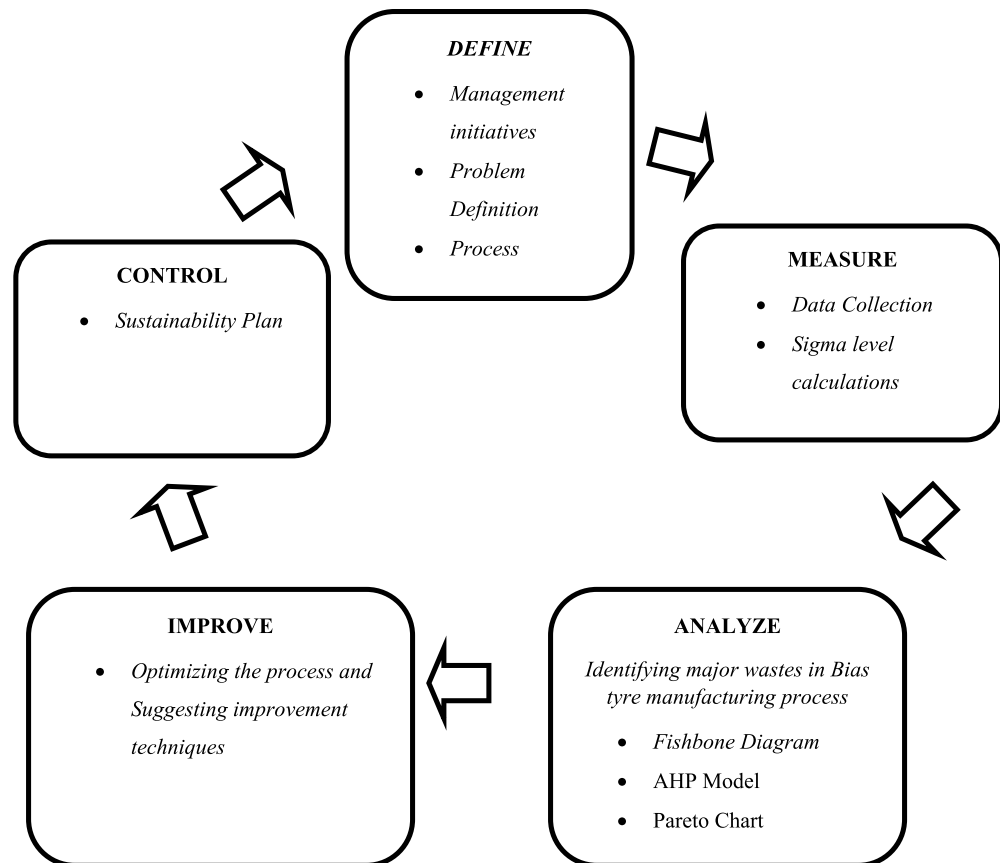 DEFINE
• Management
initiatives
• Problem
Definition
• Process
MEASURE
• Data Collection
• Sigma level
calculations
ANALYZE
Identifying major wastes in Bias
tyre manufacturing process
• Fishbone Diagram
• AHP Model
• Pareto Chart
IMPROVE
• Optimizing the process and
Suggesting improvement
techniques
CONTROL
• Sustainability Plan